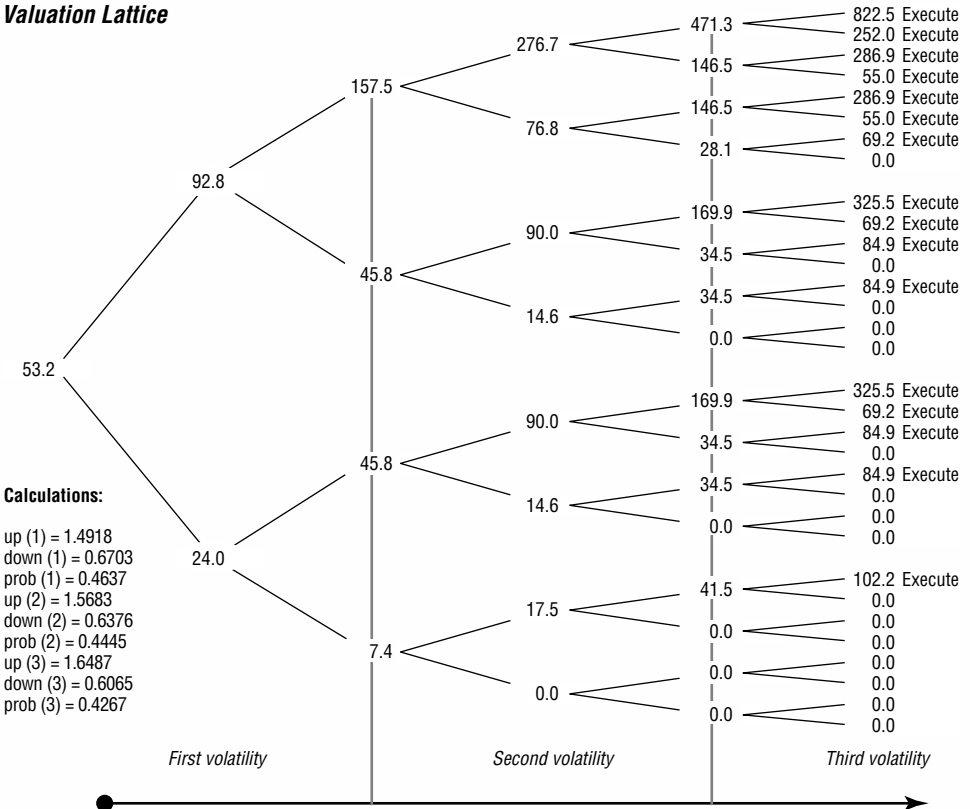 Valuation Lattice
822.5 Execute
471.3
252.0 Execute
276.7
286.9 Execute
146.5
55.0 Execute
157.5
286.9 Execute
146.5
55.0 Execute
76.8
69.2 Execute
28.1
0.0
92.8
325.5 Execute
169.9
69.2 Execute
90.0
84.9 Execute
34.5
0.0
45.8
84.9 Execute
34.5
0.0
14.6
0.0
0.0
0.0
53.2
325.5 Execute
169.9
69.2 Execute
90.0
84.9 Execute
34.5
0.0
45.8
84.9 Execute
34.5
0.0
14.6
0.0
0.0
0.0
24.0
102.2 Execute
41.5
0.0
17.5
0.0
0.0
0.0
7.4
0.0
0.0
0.0
0.0
0.0
0.0
0.0
Calculations:
up (1) = 1.4918
down (1) = 0.6703
prob (1) = 0.4637
up (2) = 1.5683
down (2) = 0.6376
prob (2) = 0.4445
up (3) = 1.6487
down (3) = 0.6065
prob (3) = 0.4267
First volatility
Second volatility
Third volatility